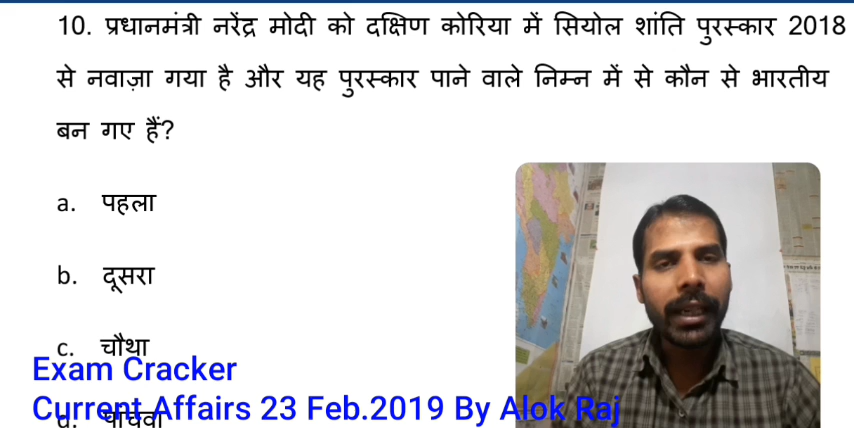 10. प्रधानमंत्री नरेंद्र मोदी को दक्षिण कोरिया में सियोल शांति पुरस्कार 2018
से नवाज़ा गया है और यह पुरस्कार पाने वाले निम्न में से कौन से भारतीय
बन गए हैं?
a. पहला
b. दूसरा
c. चौथा
Exam Cracker
d.
Current Affairs 23 Feb.2019 By Alok Raj